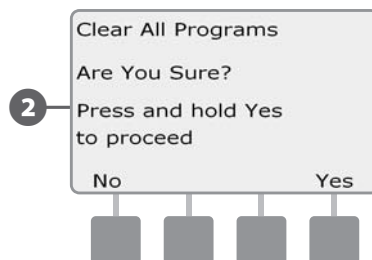 Clear All Programs
Are You Sure?
2
Press and hold Yes
to proceed
No Yes